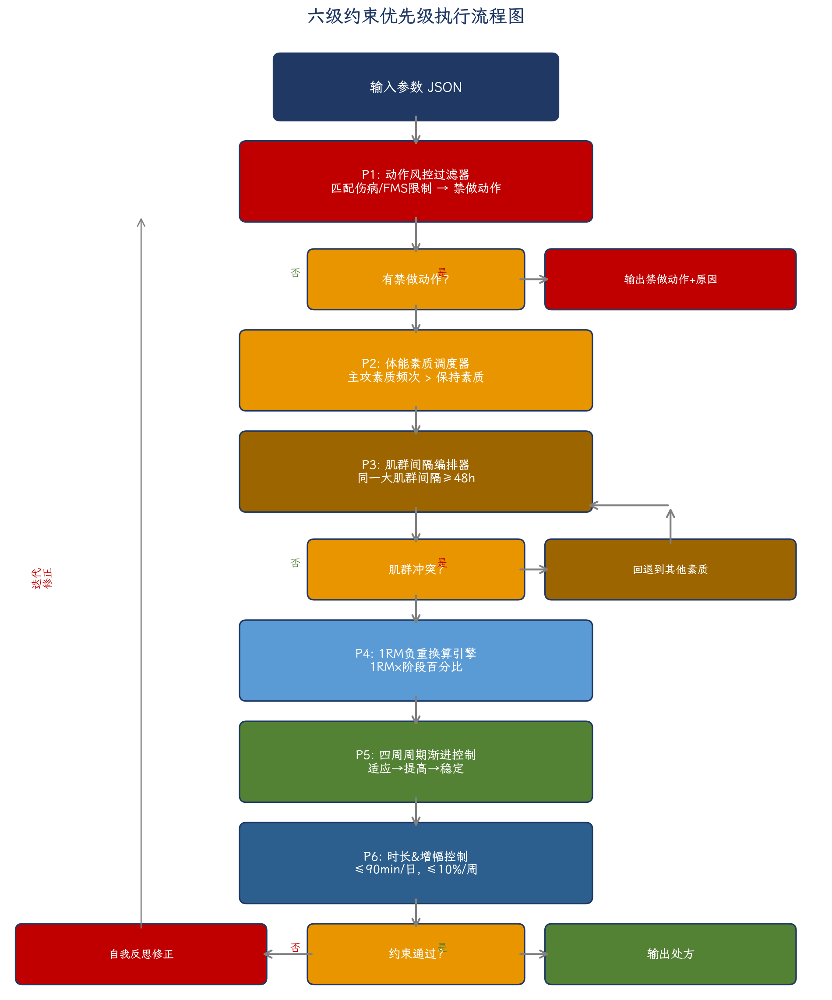 六级约束优先级执行流程图
输入参数 JSON
P1: 动作风控过滤器
匹配伤病/FMS限制 → 禁做动作
否
有禁做动作?
是
输出禁做动作+原因
P2: 体能素质调度器
主攻素质频次 > 保持素质
P3: 肌群间隔编排器
同一大肌群间隔≥48h
否
肌群冲突?
是
回退到其他素质
迭代
修正
P4: 1RM负重换算引擎
1RM×阶段百分比
P5: 四周周期渐进控制
适应→提高→稳定
P6: 时长&增幅控制
≤90min/日, ≤10%/周
自我反思修正
否
约束通过?
是
输出处方